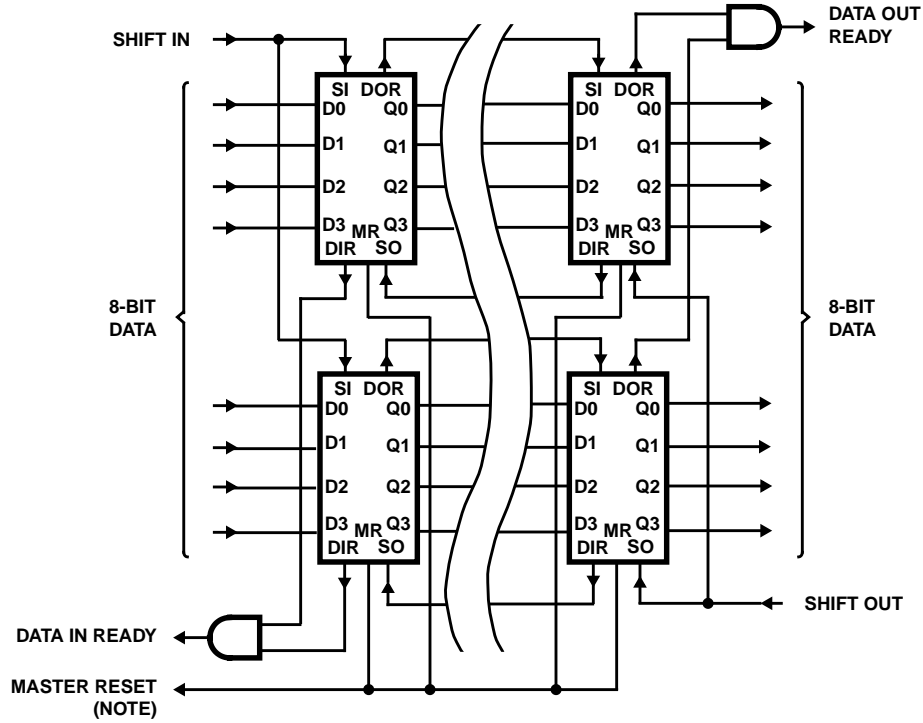 DATA OUT
READY
SHIFT IN
SI DOR
D0 Q0
D1 Q1
D2 Q2
D3 Q3
MR
DIR SO
SI DOR
D0 Q0
D1 Q1
D2 Q2
D3 Q3
MR
DIR SO
8-BIT
DATA
8-BIT
DATA
SI DOR
D0 Q0
D1 Q1
D2 Q2
D3 Q3
MR
DIR SO
SI DOR
D0 Q0
D1 Q1
D2 Q2
D3 Q3
MR
DIR SO
SHIFT OUT
DATA IN READY
MASTER RESET
(NOTE)